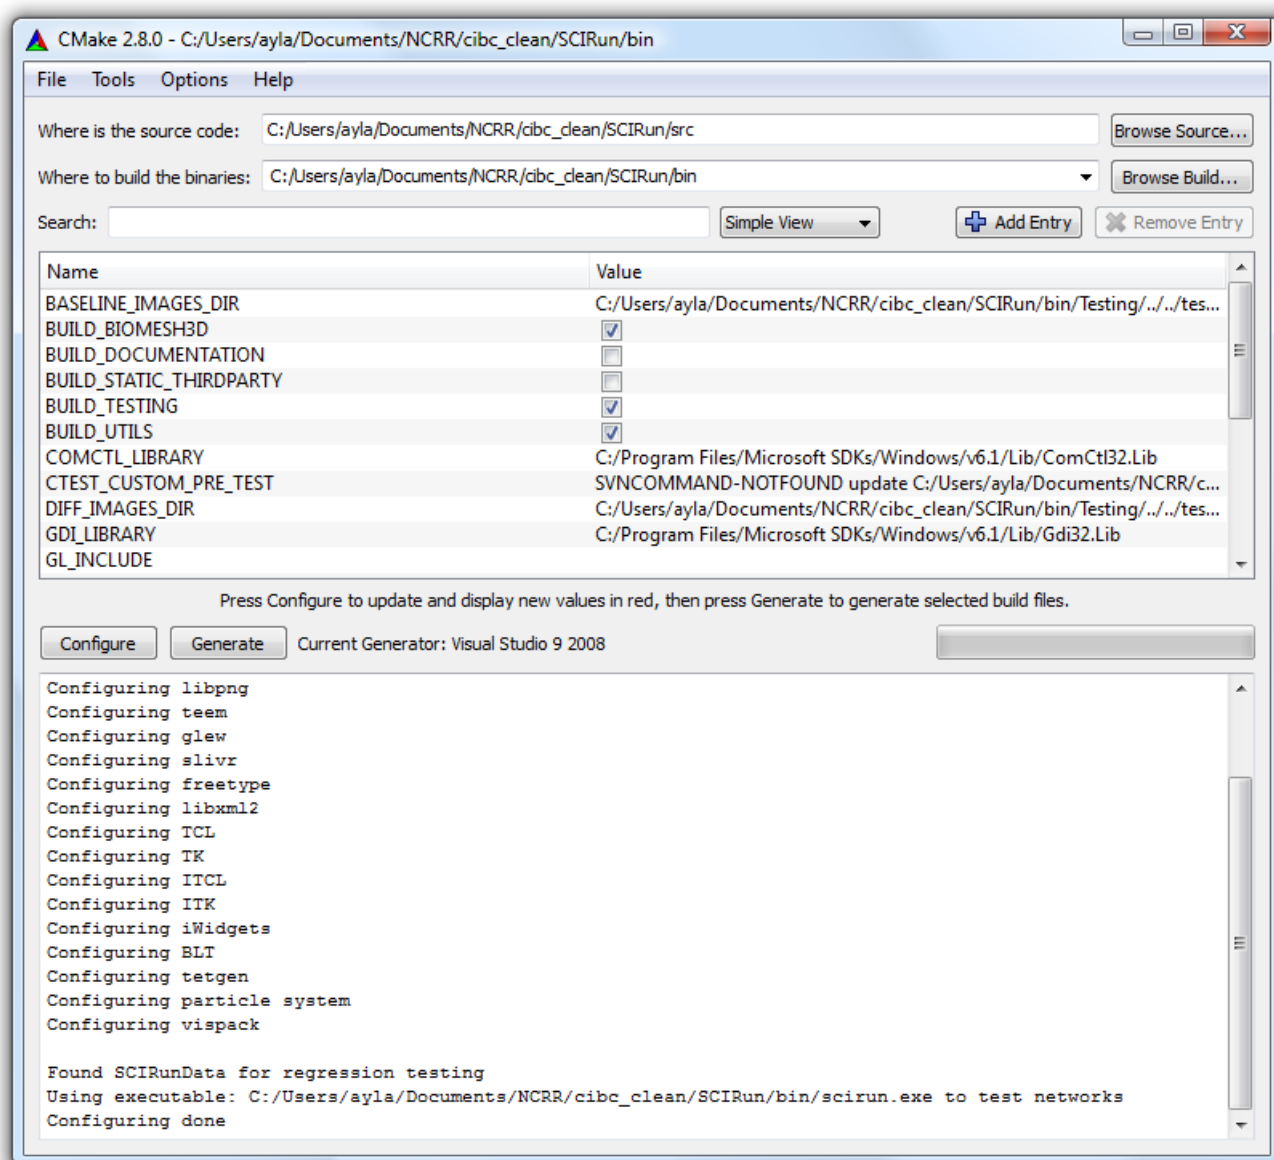 CMake 2.8.0 - C:/Users/ayla/Documents/NCRR/cibc_clean/SCIRun/bin
File Tools Options Help
Where is the source code: C:/Users/ayla/Documents/NCRR/cibc_clean/SCIRun/src Browse Source...
Where to build the binaries: C:/Users/ayla/Documents/NCRR/cibc_clean/SCIRun/bin Browse Build...
Search: Simple View Add Entry Remove Entry
Name Value
BASELINE_IMAGES_DIR C:/Users/ayla/Documents/NCRR/cibc_clean/SCIRun/bin/Testing/../../tes...
BUILD_BIOMESH3D
BUILD_DOCUMENTATION
BUILD_STATIC_THIRDPARTY
BUILD_TESTING
BUILD_UTILS
COMCTL_LIBRARY C:/Program Files/Microsoft SDKs/Windows/v6.1/Lib/ComCtl32.Lib
CTEST_CUSTOM_PRE_TEST SVNCOMMAND-NOTFOUND update C:/Users/ayla/Documents/NCRR/c...
DIFF_IMAGES_DIR C:/Users/ayla/Documents/NCRR/cibc_clean/SCIRun/bin/Testing/../../tes...
GDI_LIBRARY C:/Program Files/Microsoft SDKs/Windows/v6.1/Lib/Gdi32.Lib
GL_INCLUDE
Press Configure to update and display new values in red, then press Generate to generate selected build files.
Configure Generate Current Generator: Visual Studio 9 2008
Configuring libpng
Configuring teem
Configuring glew
Configuring slivr
Configuring freetype
Configuring libxml2
Configuring TCL
Configuring TK
Configuring ITCL
Configuring ITK
Configuring iWidgets
Configuring BLT
Configuring tetgen
Configuring particle system
Configuring vispack
Found SCIRunData for regression testing
Using executable: C:/Users/ayla/Documents/NCRR/cibc_clean/SCIRun/bin/scirun.exe to test networks
Configuring done